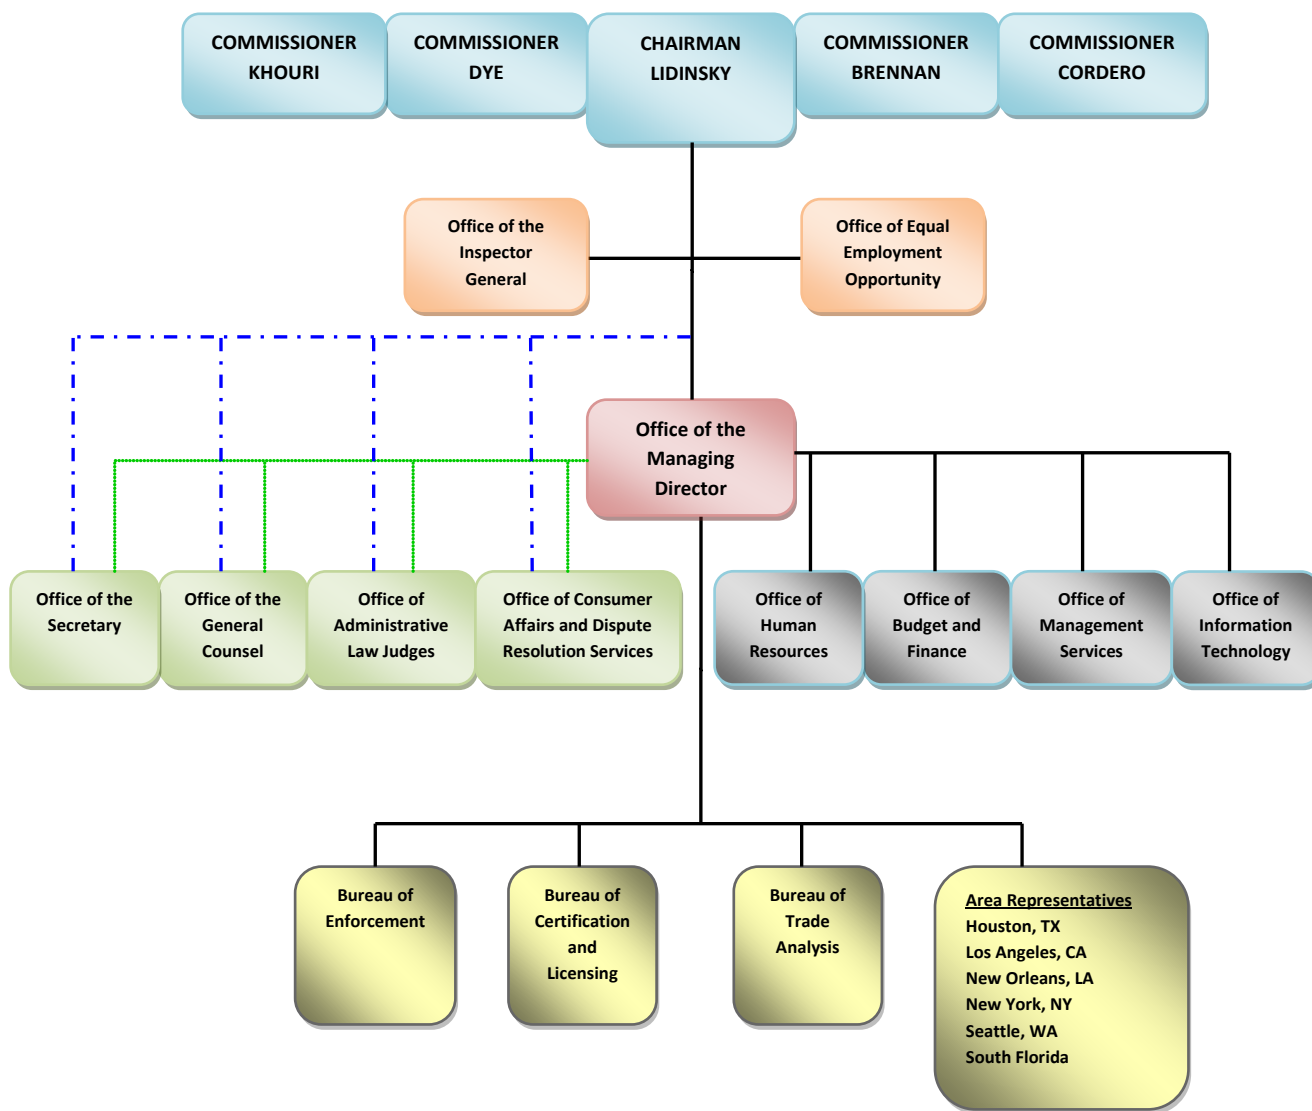 COMMISSIONER
KHOURI
COMMISSIONER
DYE
CHAIRMAN
LIDINSKY
COMMISSIONER
BRENNAN
COMMISSIONER
CORDERO
Office of the
Inspector
General
Office of Equal
Employment
Opportunity
Office of the
Managing
Director
Office of the
Secretary
Office of the
General
Counsel
Office of
Administrative
Law Judges
Office of Consumer
Affairs and Dispute
Resolution Services
Office of
Human
Resources
Office of
Budget and
Finance
Office of
Management
Services
Office of
Information
Technology
Bureau of
Enforcement
Bureau of
Certification
and
Licensing
Bureau of
Trade
Analysis
Area Representatives
Houston, TX
Los Angeles, CA
New Orleans, LA
New York, NY
Seattle, WA
South Florida